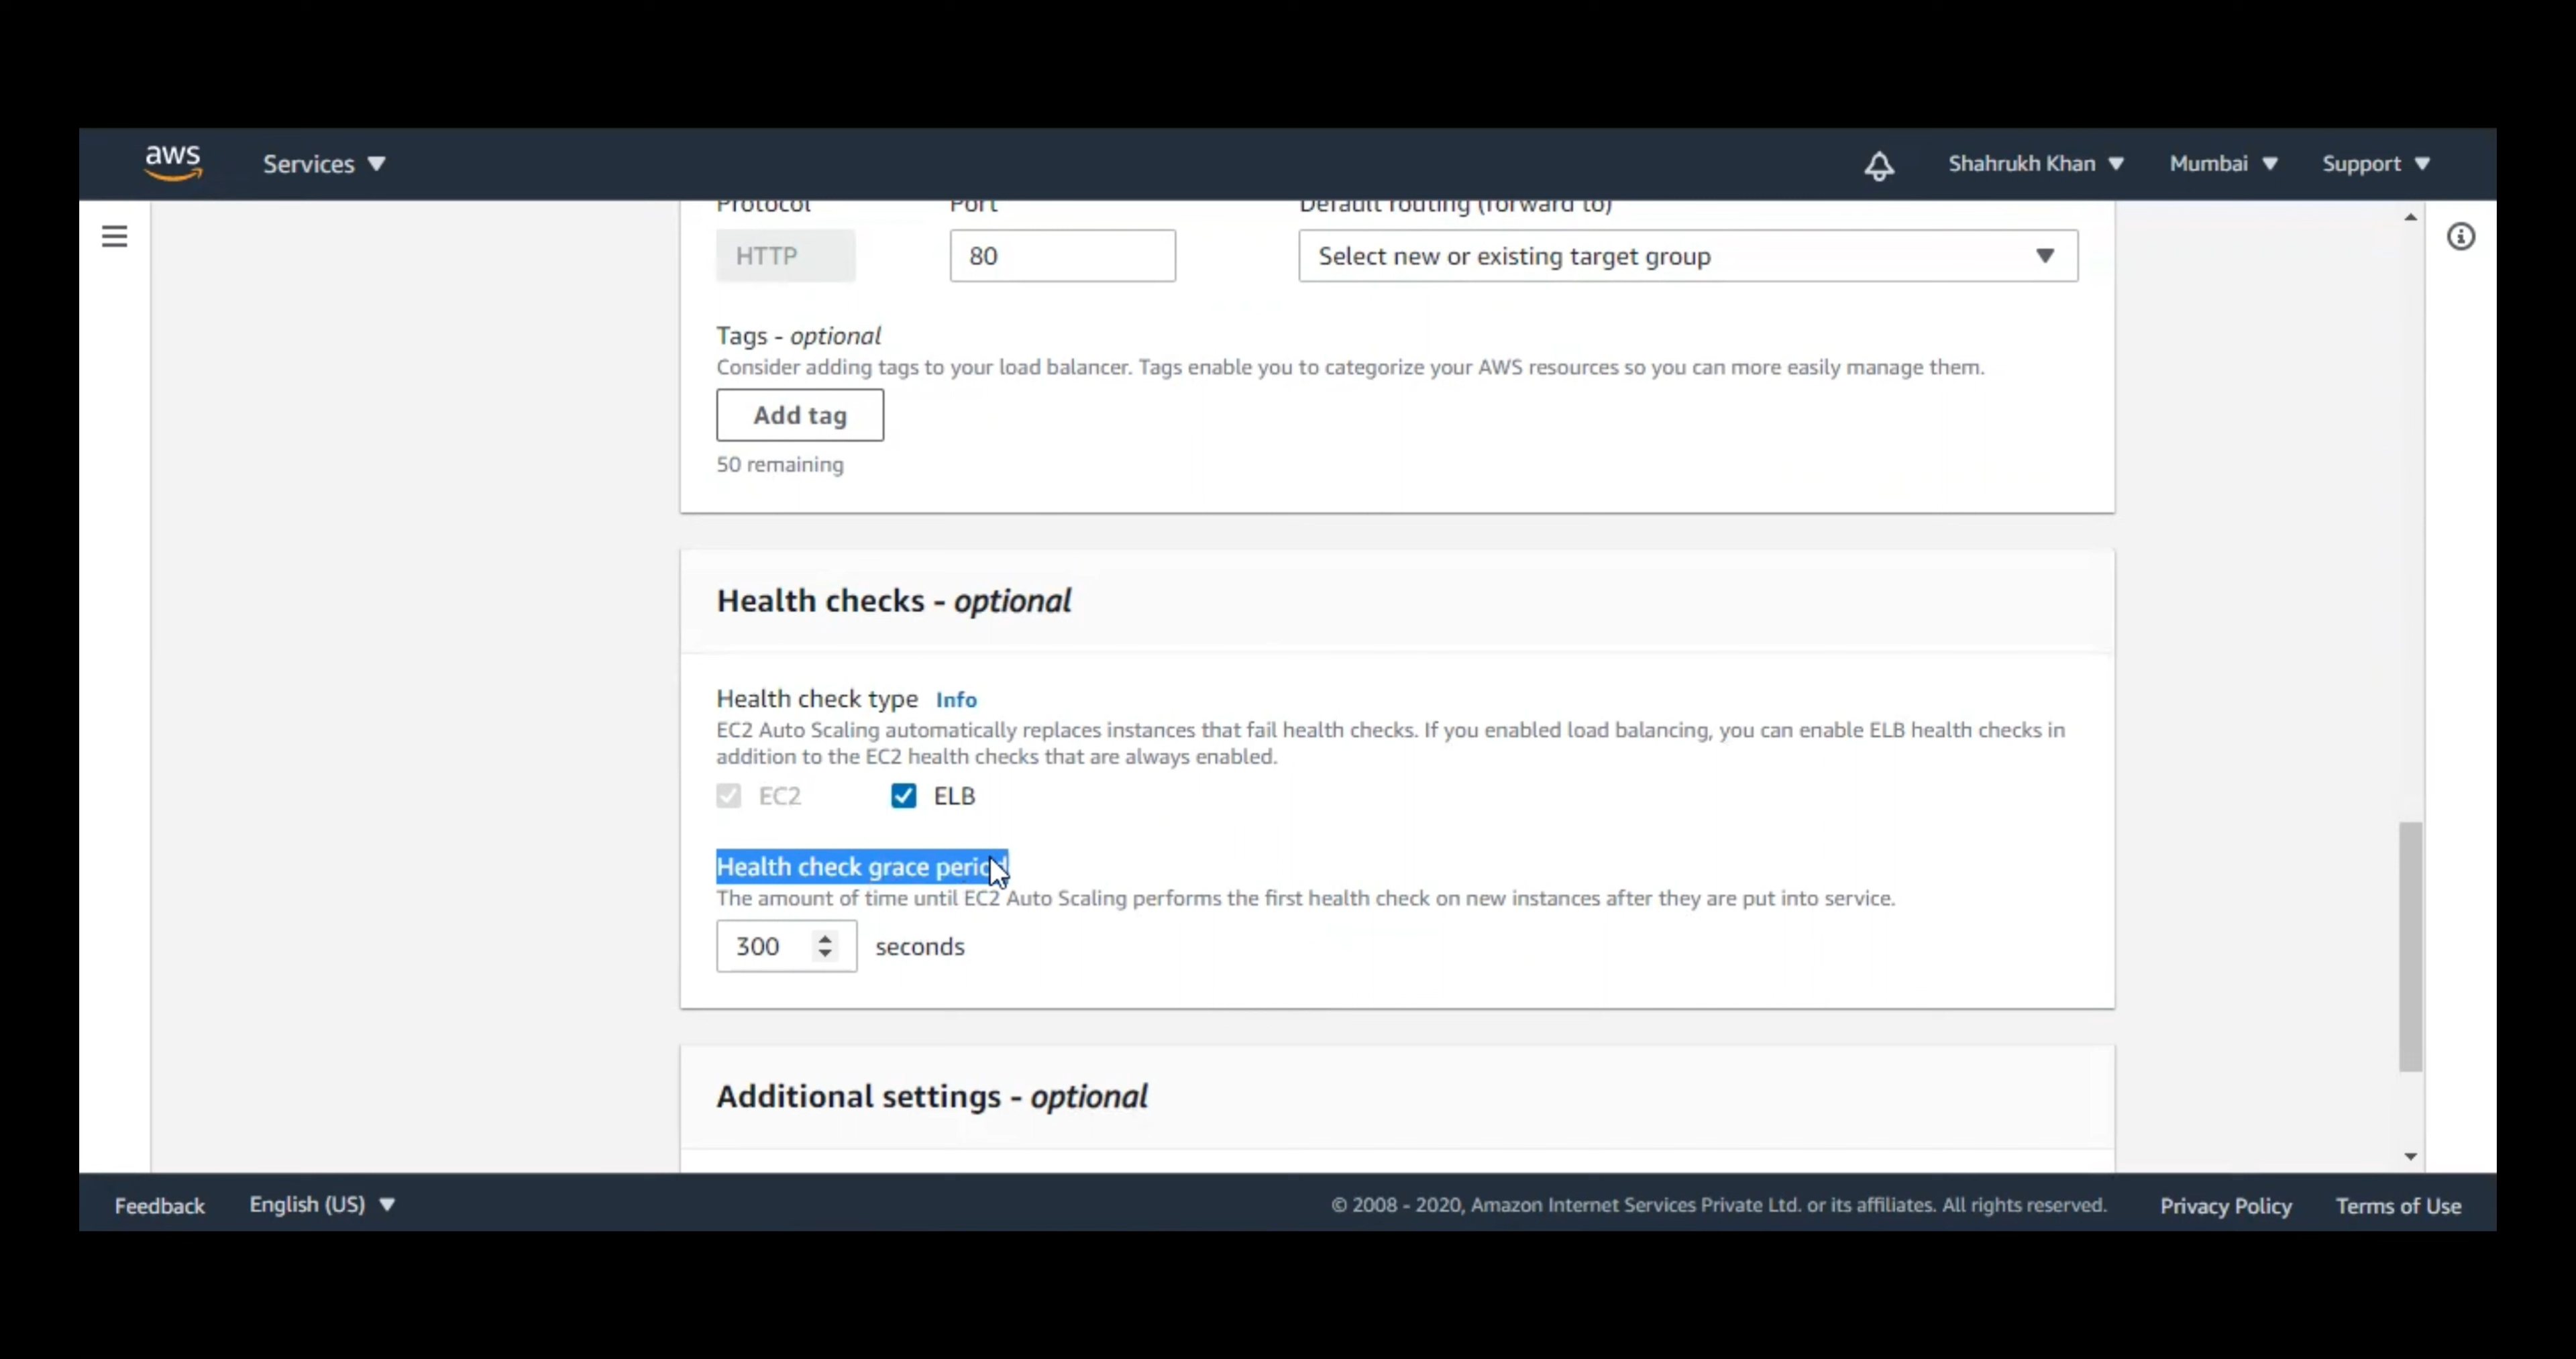 aws Services Shahrukh Khan Mumbai Support
Protocol Port Default routing (forward to)
HTTP 80 Select new or existing target group
Tags - optional
Consider adding tags to your load balancer. Tags enable you to categorize your AWS resources so you can more easily manage them.
Add tag
50 remaining
Health checks - optional
Health check type Info
EC2 Auto Scaling automatically replaces instances that fail health checks. If you enabled load balancing, you can enable ELB health checks in
addition to the EC2 health checks that are always enabled.
EC2 ELB
Health check grace period
The amount of time until EC2 Auto Scaling performs the first health check on new instances after they are put into service.
300 seconds
Additional settings - optional
Feedback English (US) © 2008 - 2020, Amazon Internet Services Private Ltd. or its affiliates. All rights reserved. Privacy Policy Terms of Use